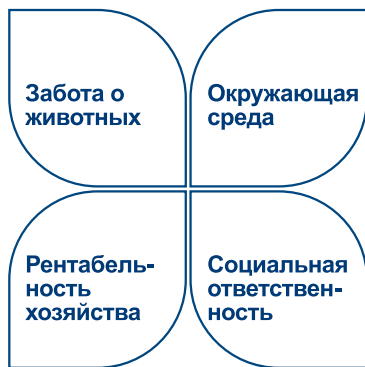 Забота о
животных
Окружающая
среда
Рентабель-
ность
хозяйства
Социальная
ответствен-
ность